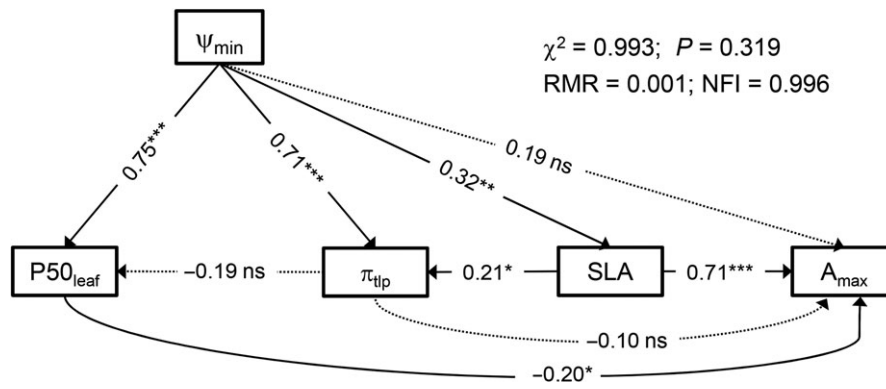 ψmin
χ² = 0.993; P = 0.319
RMR = 0.001; NFI = 0.996
0.75***
0.71***
0.32**
0.19 ns
P50leaf
–0.19 ns
πtlp
0.21*
SLA
0.71***
Amax
–0.10 ns
–0.20*